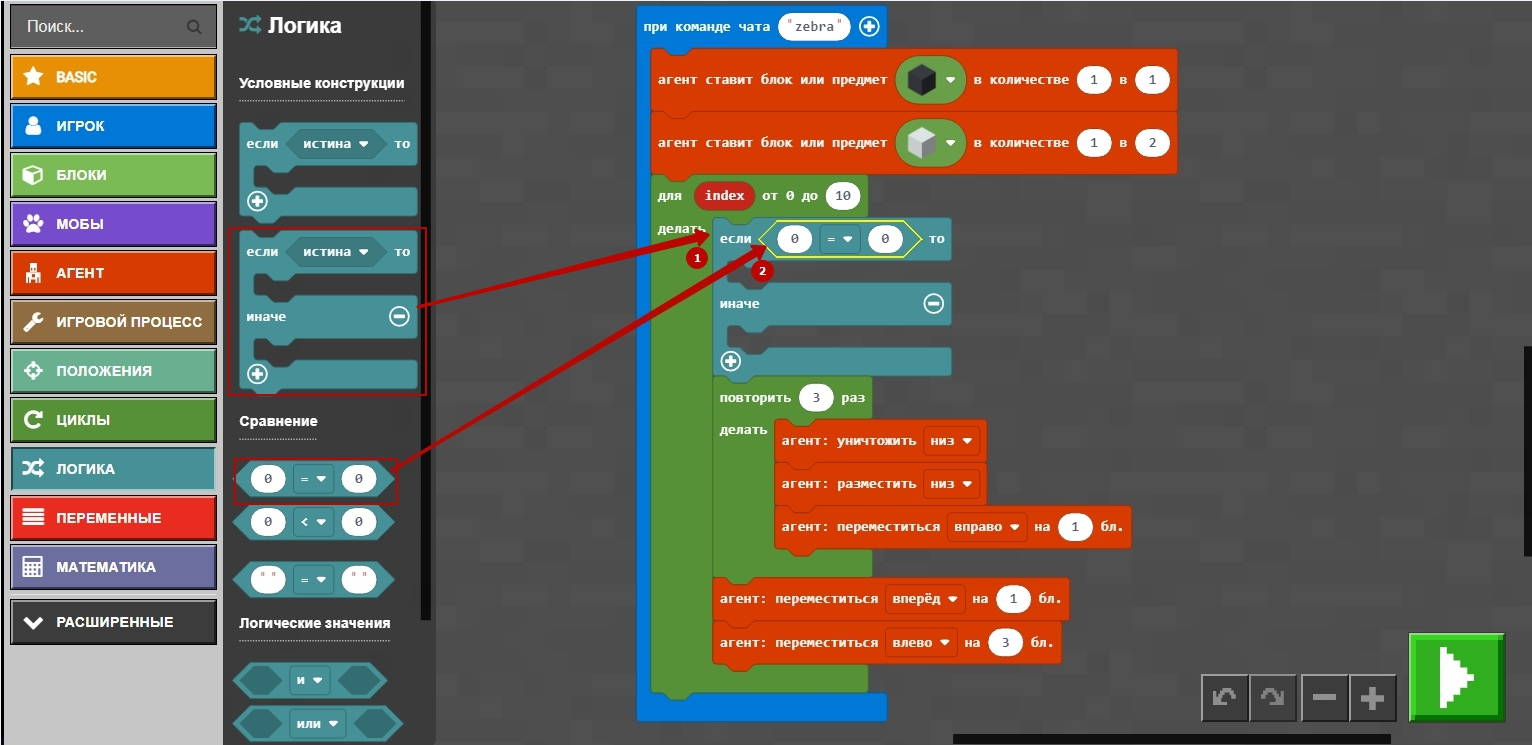 Поиск...
BASIC
ИГРОК
БЛОКИ
МОБЫ
АГЕНТ
ИГРОВОЙ ПРОЦЕСС
ПОЛОЖЕНИЯ
ЦИКЛЫ
ЛОГИКА
ПЕРЕМЕННЫЕ
МАТЕМАТИКА
РАСШИРЕННЫЕ
Логика
Условные конструкции
если истина то
если истина то
иначе
Сравнение
0 = 0
0 < 0
" " = " "
Логические значения
и
или
при команде чата "zebra"
агент ставит блок или предмет в количестве 1 в 1
агент ставит блок или предмет в количестве 1 в 2
для index от 0 до 10
делать
если 0 = 0 то
1
2
иначе
повторить 3 раз
делать
агент: уничтожить низ
агент: разместить низ
агент: переместиться вправо на 1 бл.
агент: переместиться вперёд на 1 бл.
агент: переместиться влево на 3 бл.